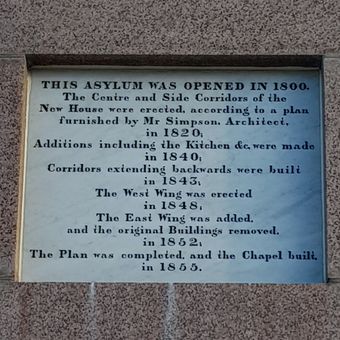 THIS ASYLUM WAS OPENED IN 1800.
The Centre and Side Corridors of the
New House were erected, according to a plan
furnished by Mr Simpson, Architect,
in 1820;
Additions including the Kitchen &c. were made
in 1840;
Corridors extending backwards were built
in 1843;
The West Wing was erected
in 1848;
The East Wing was added,
and the original Buildings removed,
in 1852;
The Plan was completed, and the Chapel built,
in 1855.